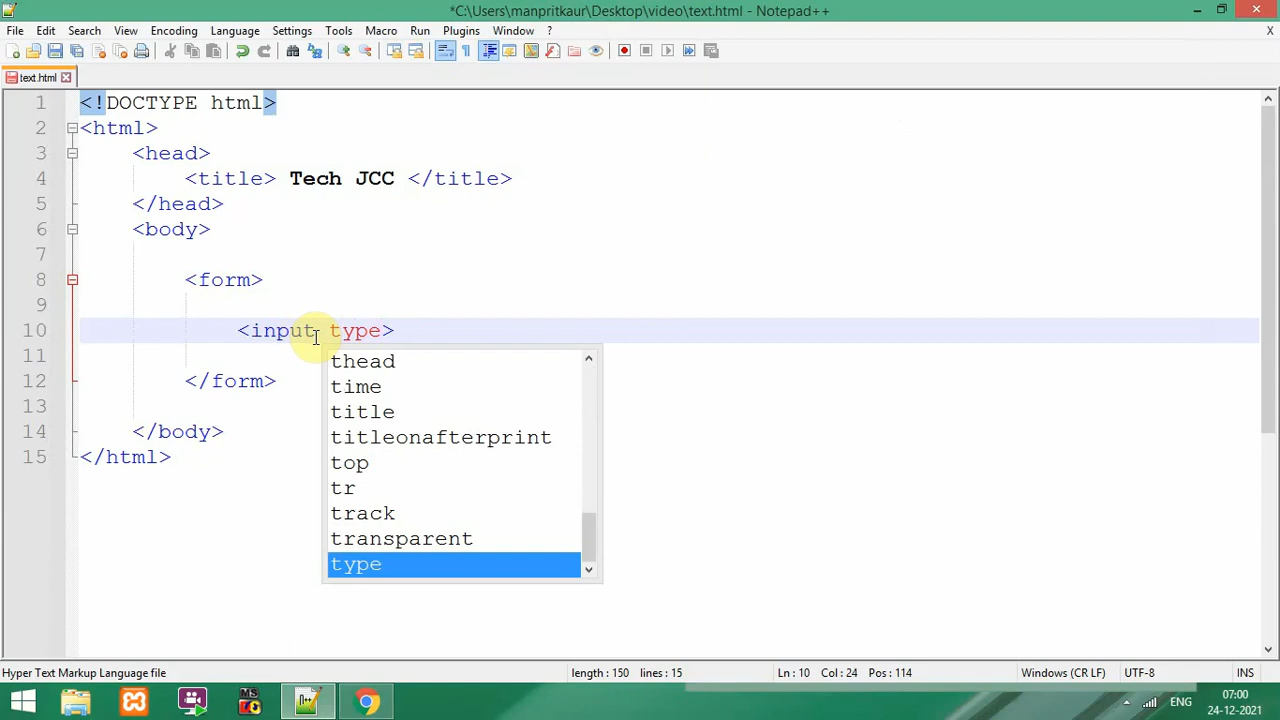 *C:\Users\manpritkaur\Desktop\video\text.html - Notepad++
File Edit Search View Encoding Language Settings Tools Macro Run Plugins Window ? X
text.html
1 <!DOCTYPE html>
2 <html>
3 <head>
4 <title> Tech JCC </title>
5 </head>
6 <body>
7
8 <form>
9
10 <input type>
11
12 </form>
13
14 </body>
15 </html>
thead
time
title
titleonafterprint
top
tr
track
transparent
type
Hyper Text Markup Language file length : 150 lines : 15 Ln : 10 Col : 24 Pos : 114 Windows (CR LF) UTF-8 INS
MS
N++
ENG
07:00
24-12-2021